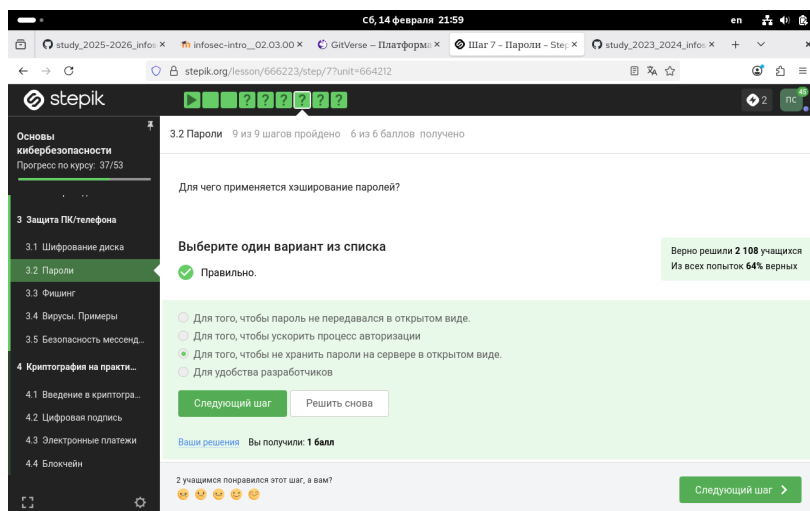 Сб, 14 февраля 21:59
en
study_2025-2026_infos
infosec-intro__02.03.00
GitVerse – Платформа
Шаг 7 – Пароли – Step
study_2023_2024_infos
stepik.org/lesson/666223/step/7?unit=664212
stepik
2
ПС
45
Основы
кибербезопасности
Прогресс по курсу: 37/53
3 Защита ПК/телефона
3.1 Шифрование диска
3.2 Пароли
3.3 Фишинг
3.4 Вирусы. Примеры
3.5 Безопасность мессенд...
4 Криптография на практи...
4.1 Введение в криптогра...
4.2 Цифровая подпись
4.3 Электронные платежи
4.4 Блокчейн
3.2 Пароли 9 из 9 шагов пройдено 6 из 6 баллов получено
Для чего применяется хэширование паролей?
Выберите один вариант из списка
Правильно.
Верно решили 2 108 учащихся
Из всех попыток 64% верных
Для того, чтобы пароль не передавался в открытом виде.
Для того, чтобы ускорить процесс авторизации
Для того, чтобы не хранить пароли на сервере в открытом виде.
Для удобства разработчиков
Следующий шаг
Решить снова
Ваши решения Вы получили: 1 балл
2 учащимся понравился этот шаг, а вам?
Следующий шаг